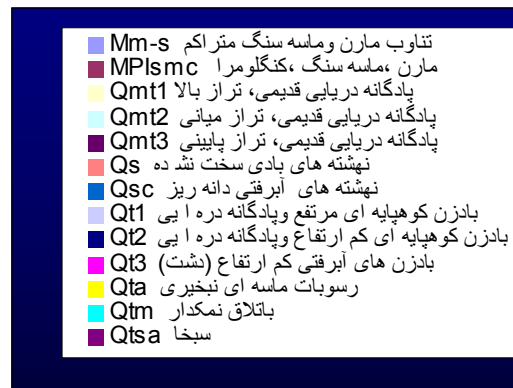 Mm-s تناوب مارن وماسه سنگ متراکم
MPlsmc مارن ،ماسه سنگ ،کنگلومرا
Qmt1 پادگانه دریایی قدیمی، تراز بالا
Qmt2 پادگانه دریایی قدیمی، تراز میانی
Qmt3 پادگانه دریایی قدیمی، تراز پایینی
Qs نهشته های بادی سخت نشد ه
Qsc نهشته های آبرفتی دانه ریز
Qt1 بادزن کوهپایه ای مرتفع وپادگانه دره ا یی
Qt2 بادزن کوهپایه ای کم ارتفاع وپادگانه دره ا یی
Qt3 بادزن های آبرفتی کم ارتفاع (دشت)
Qta رسوبات ماسه ای نبخیری
Qtm باتلاق نمکدار
Qtsa سبخا